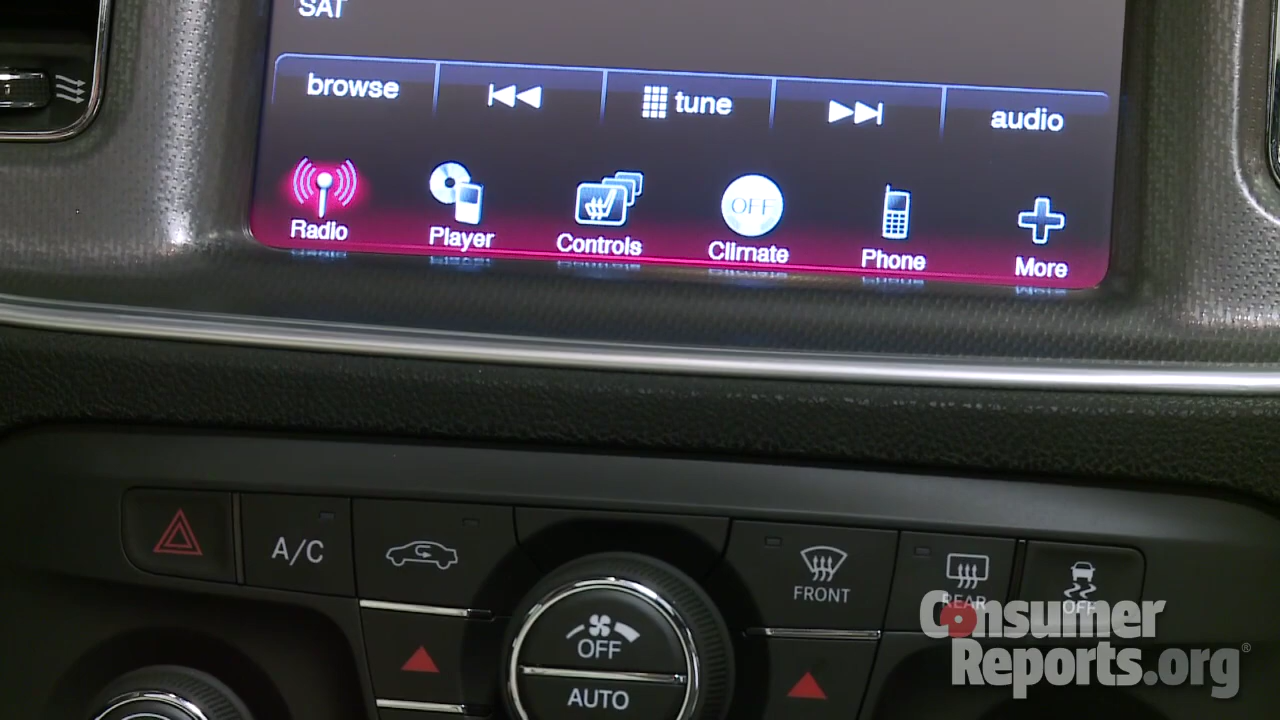 SAT
browse
tune
audio
Radio
Player
Controls
OFF
Climate
Phone
More
A/C
FRONT
REAR
OFF
OFF
AUTO
Consumer
Reports.org®